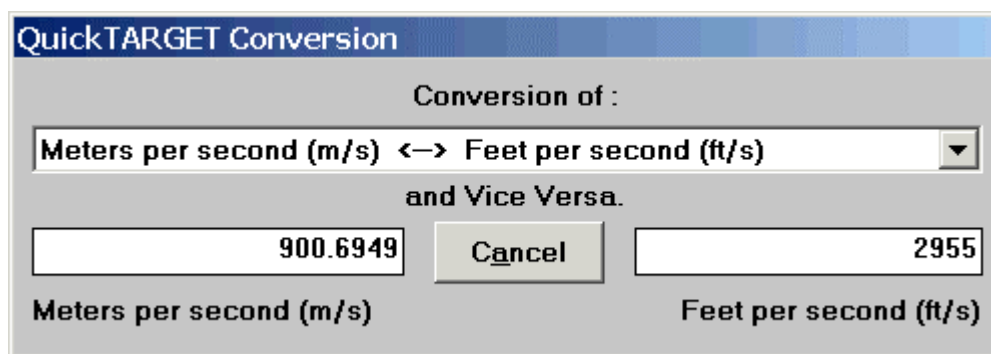 QuickTARGET Conversion
Conversion of :
Meters per second (m/s) <--> Feet per second (ft/s)
and Vice Versa.
900.6949 Cancel 2955
Meters per second (m/s) Feet per second (ft/s)